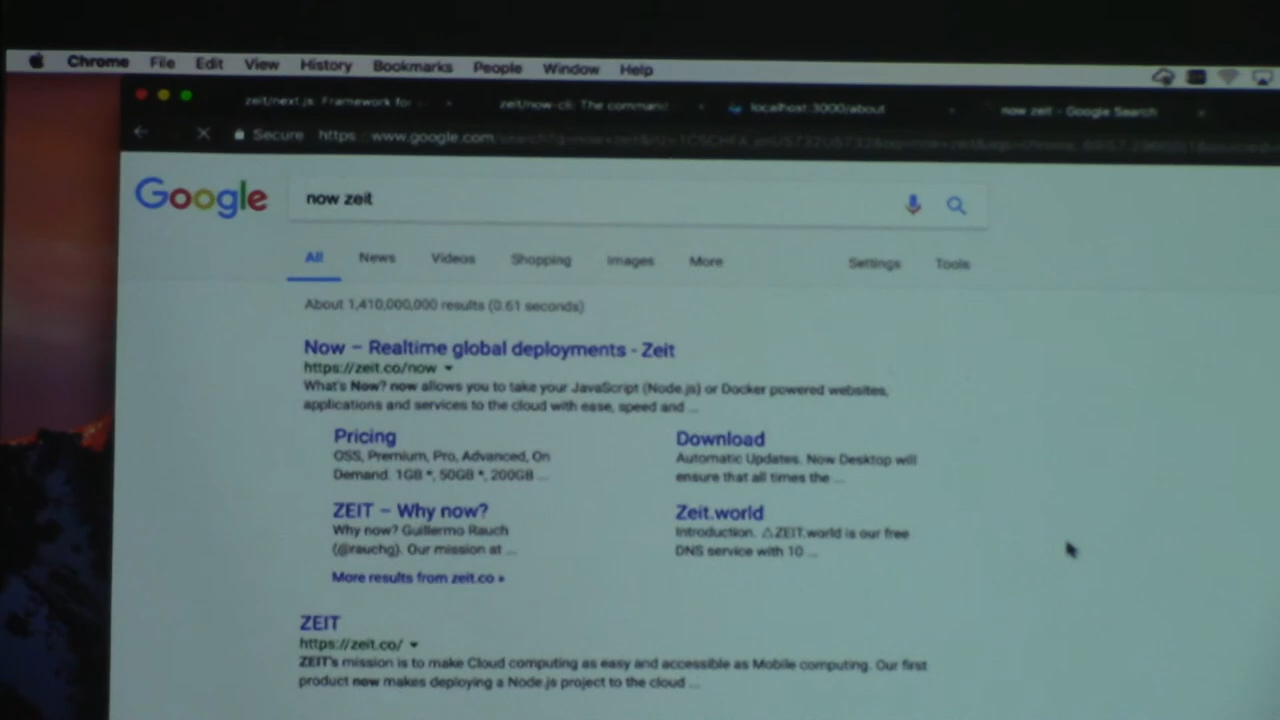 Chrome File Edit View History Bookmarks People Window Help
zeit/next.js: Framework for zeit/now-cli: The command localhost:3000/about now zeit - Google Search
Secure https www.google.com
Google now zeit
All News Videos Shopping Images More Settings Tools
About 1,410,000,000 results (0.61 seconds)
Now – Realtime global deployments - Zeit
https://zeit.co/now
What's Now? now allows you to take your JavaScript (Node.js) or Docker powered websites,
applications and services to the cloud with ease, speed and ...
Pricing
OSS, Premium, Pro, Advanced, On
Demand. 1GB *, 50GB *, 200GB ...
Download
Automatic Updates. Now Desktop will
ensure that all times the ...
ZEIT – Why now?
Why now? Guillermo Rauch
(@rauchg). Our mission at ...
Zeit.world
Introduction. △ZEIT.world is our free
DNS service with 10 ...
More results from zeit.co »
ZEIT
https://zeit.co/
ZEIT's mission is to make Cloud computing as easy and accessible as Mobile computing. Our first
product now makes deploying a Node.js project to the cloud ...